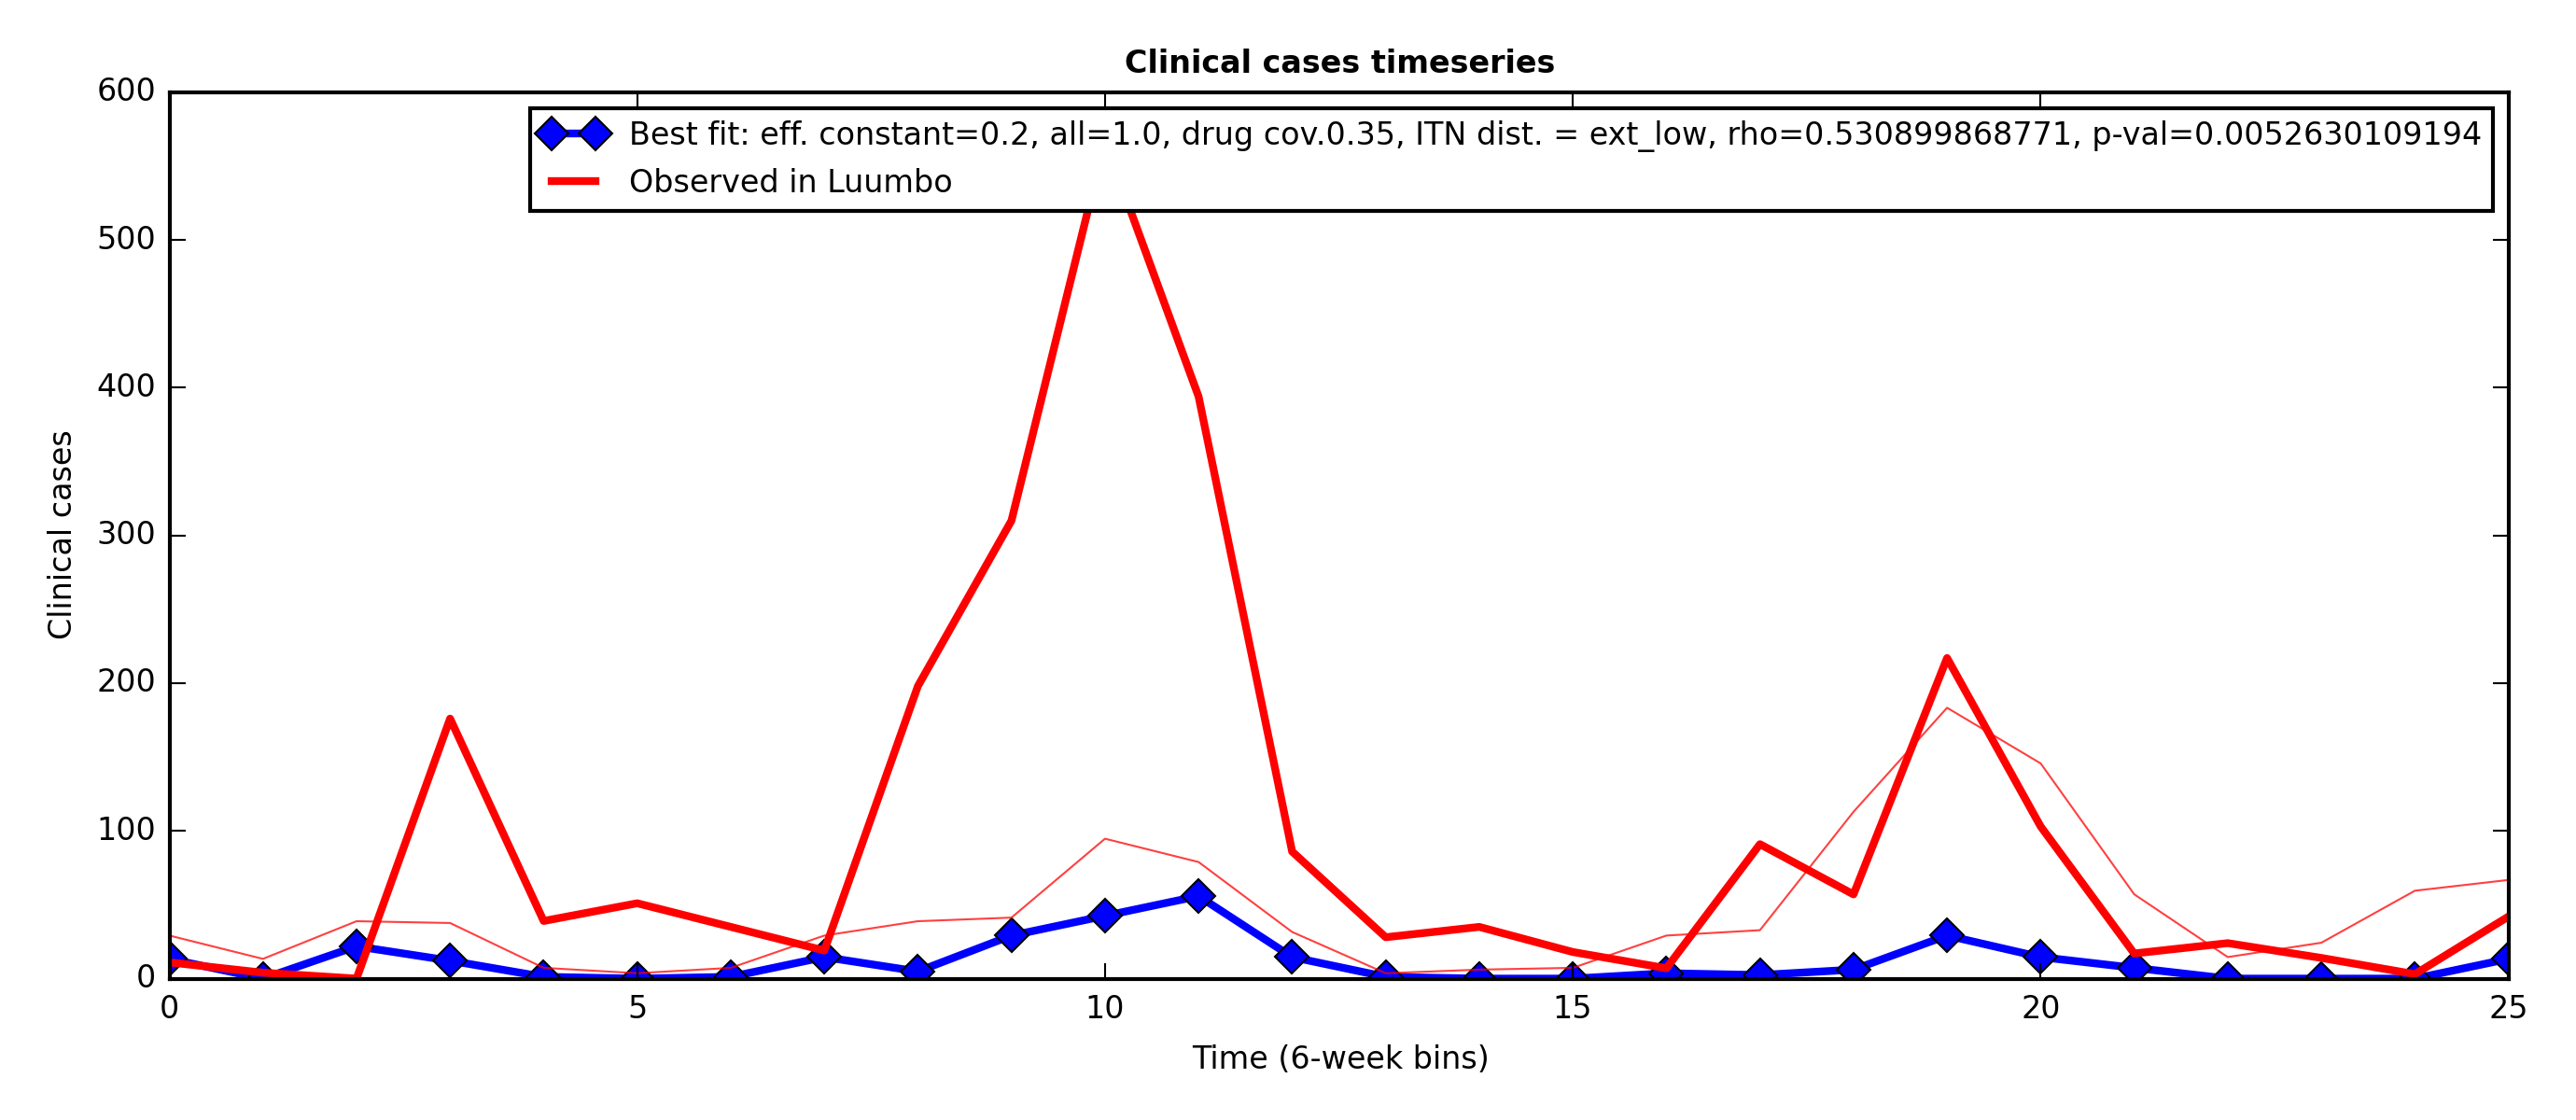 Clinical cases timeseries
600
500
400
300
200
100
0
Clinical cases
Best fit: eff. constant=0.2, all=1.0, drug cov.0.35, ITN dist. = ext_low, rho=0.530899868771, p-val=0.0052630109194
Observed in Luumbo
0 5 10 15 20 25
Time (6-week bins)